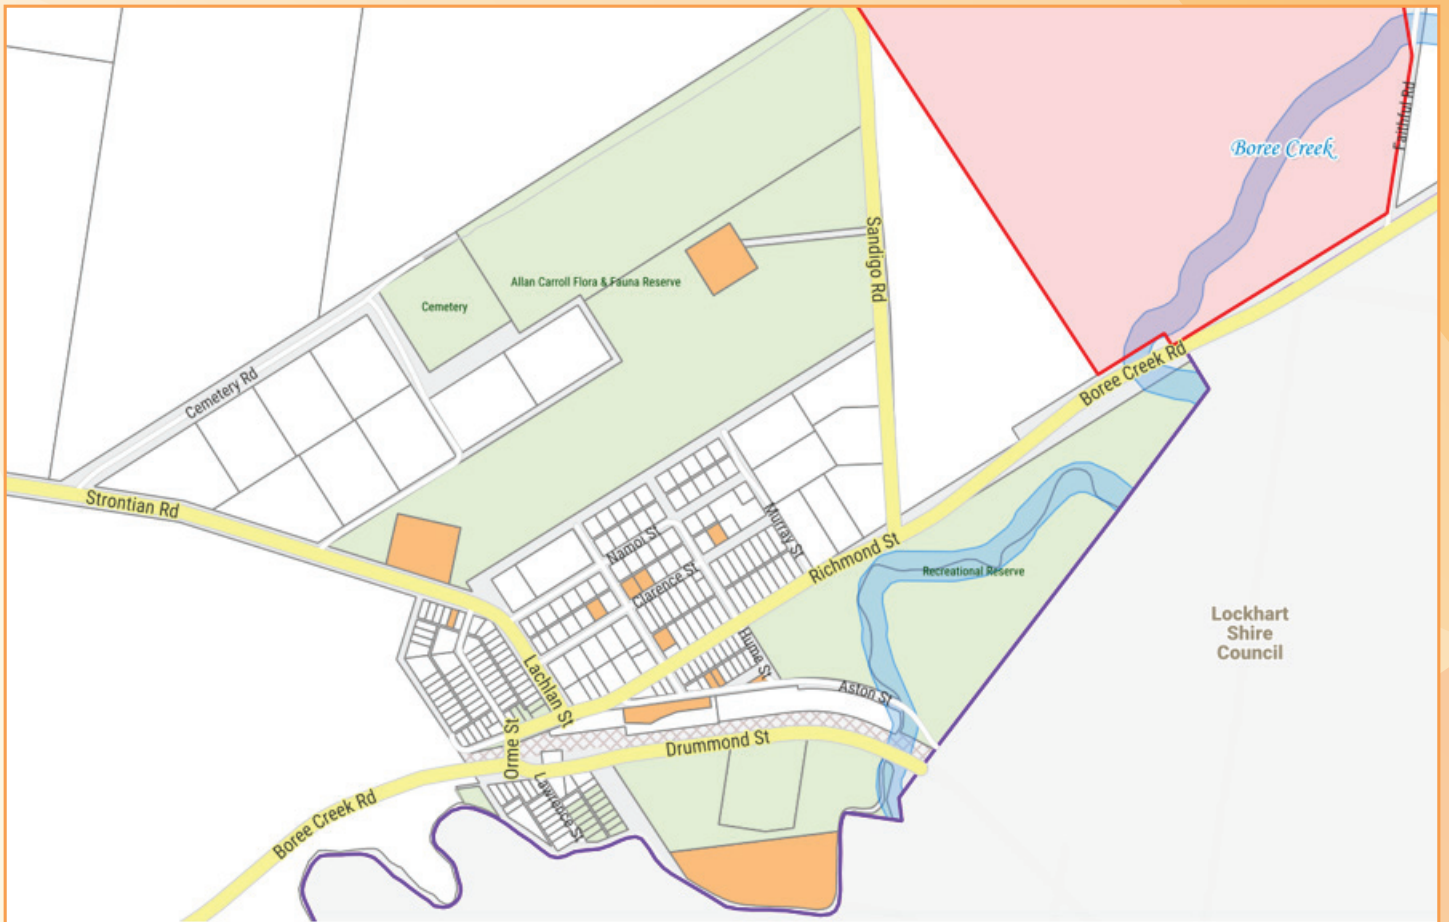 Faithful Rd
Boree Creek
Sandigo Rd
Allan Carroll Flora & Fauna Reserve
Cemetery
Boree Creek Rd
Cemetery Rd
Strontian Rd
Murray St
Namoi St
Richmond St
Clarence St
Recreational Reserve
Lockhart
Shire
Council
Hume St
Lachlan St
Aston St
Orme St
Drummond St
Lawrence St
Boree Creek Rd